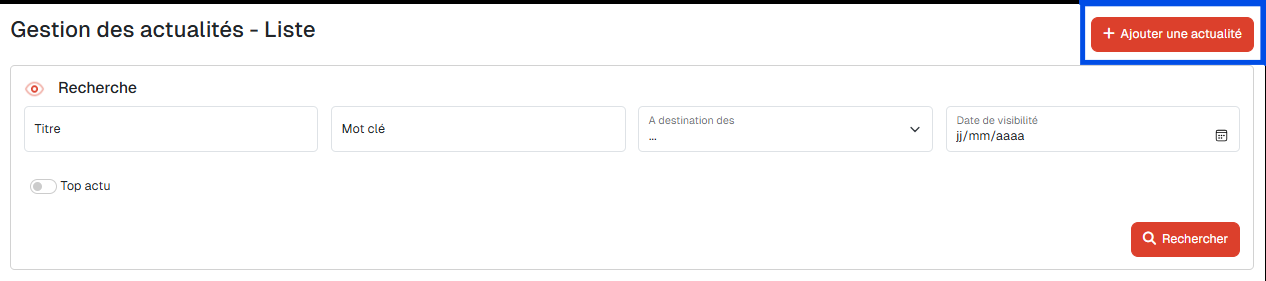 Gestion des actualités - Liste
+ Ajouter une actualité
Recherche
Titre
Mot clé
A destination des
...
Date de visibilité
jj/mm/aaaa
Top actu
Rechercher